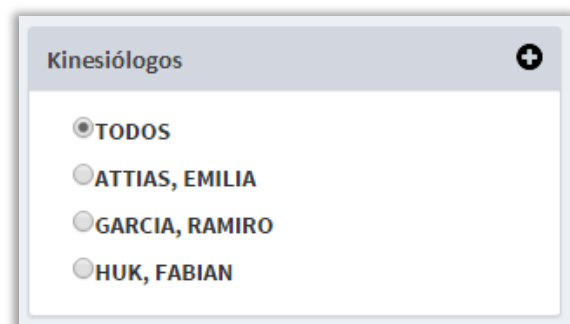 Kinesiólogos
TODOS
ATTIAS, EMILIA
GARCIA, RAMIRO
HUK, FABIAN